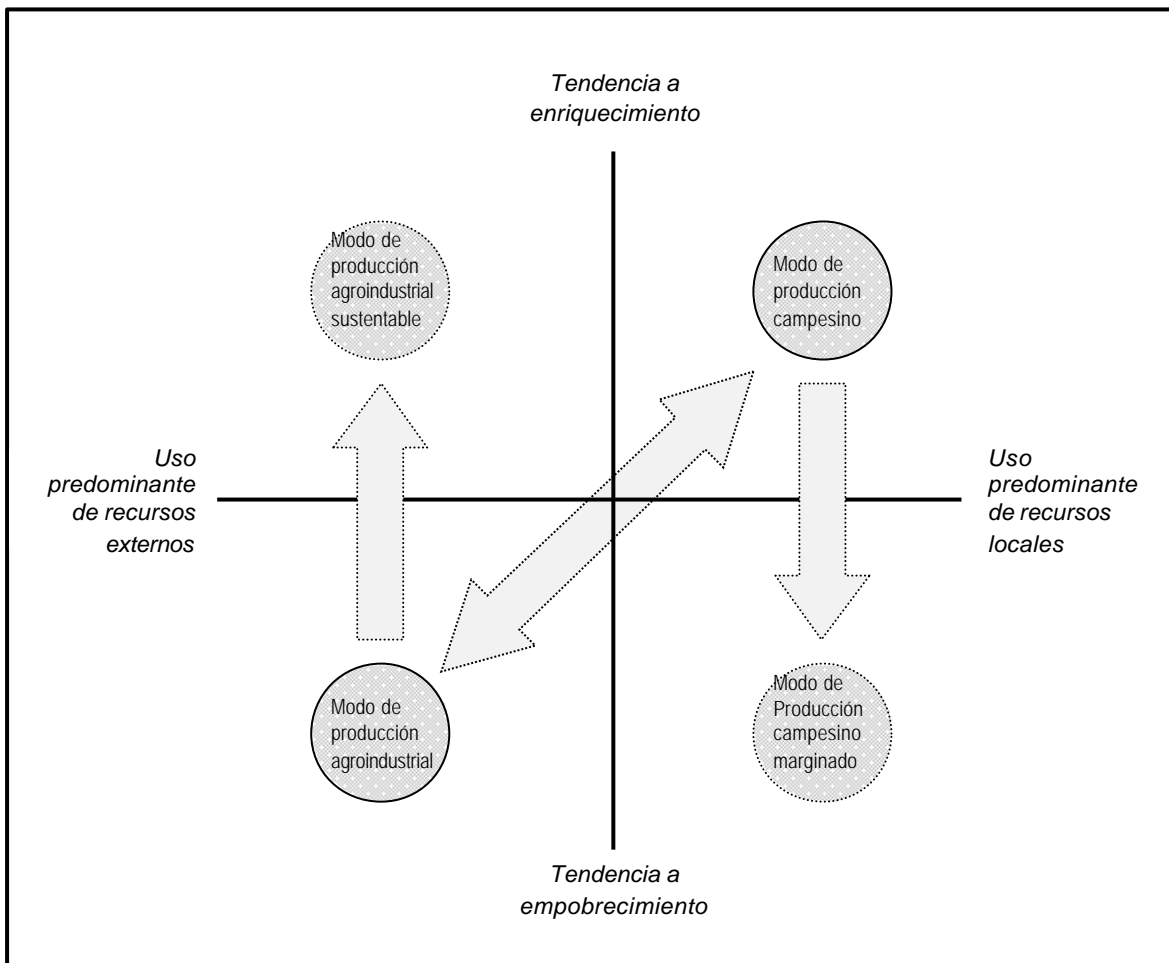 Tendencia a
enriquecimiento
Modo de
producción
agroindustrial
sustentable
Modo de
producción
campesino
Uso
predominante
de recursos
externos
Uso
predominante
de recursos
locales
Modo de
producción
agroindustrial
Modo de
Producción
campesino
marginado
Tendencia a
empobrecimiento